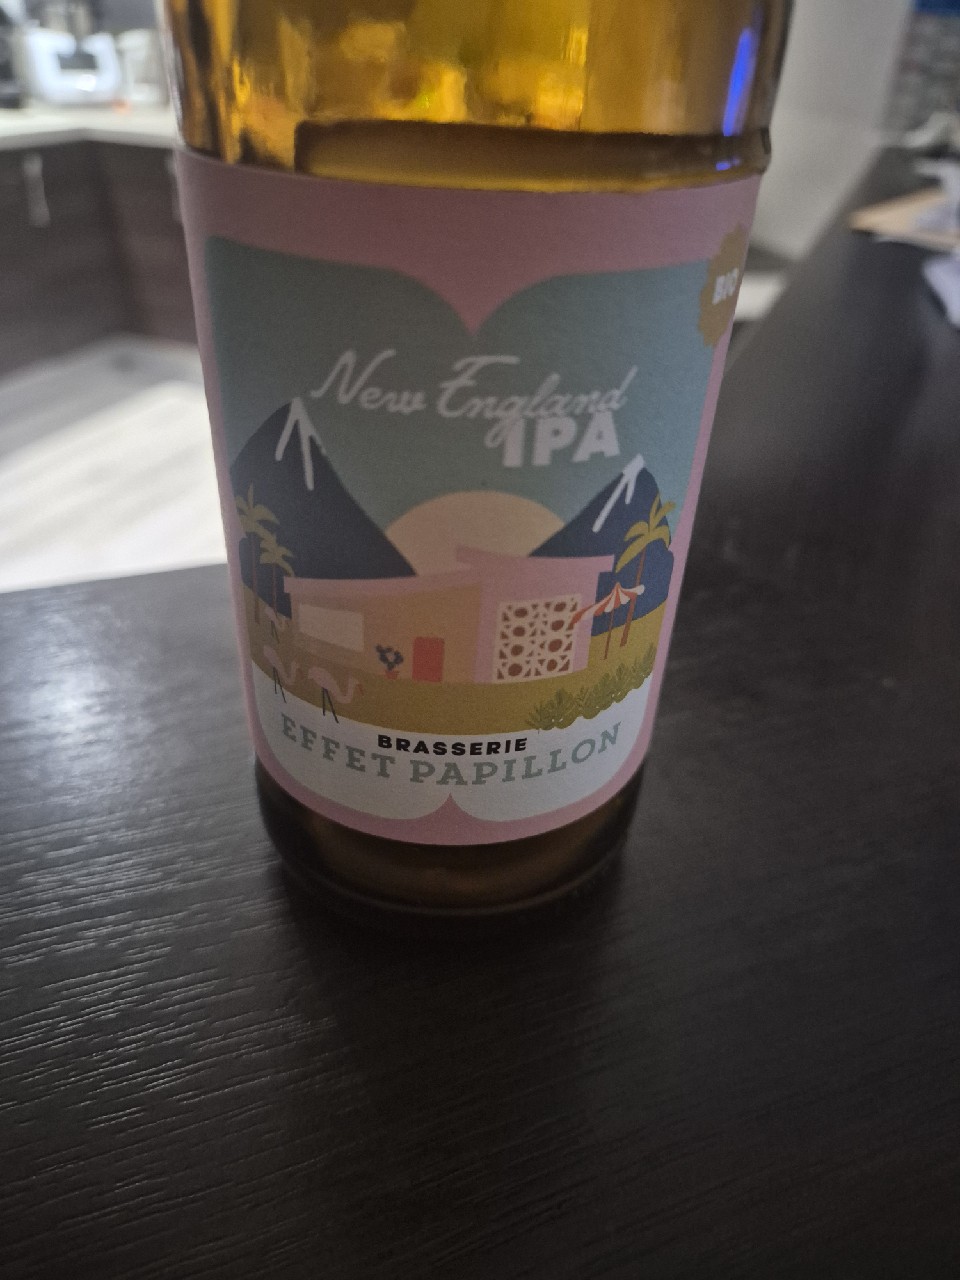 New England
IPA
BIO
BRASSERIE
EFFET PAPILLON